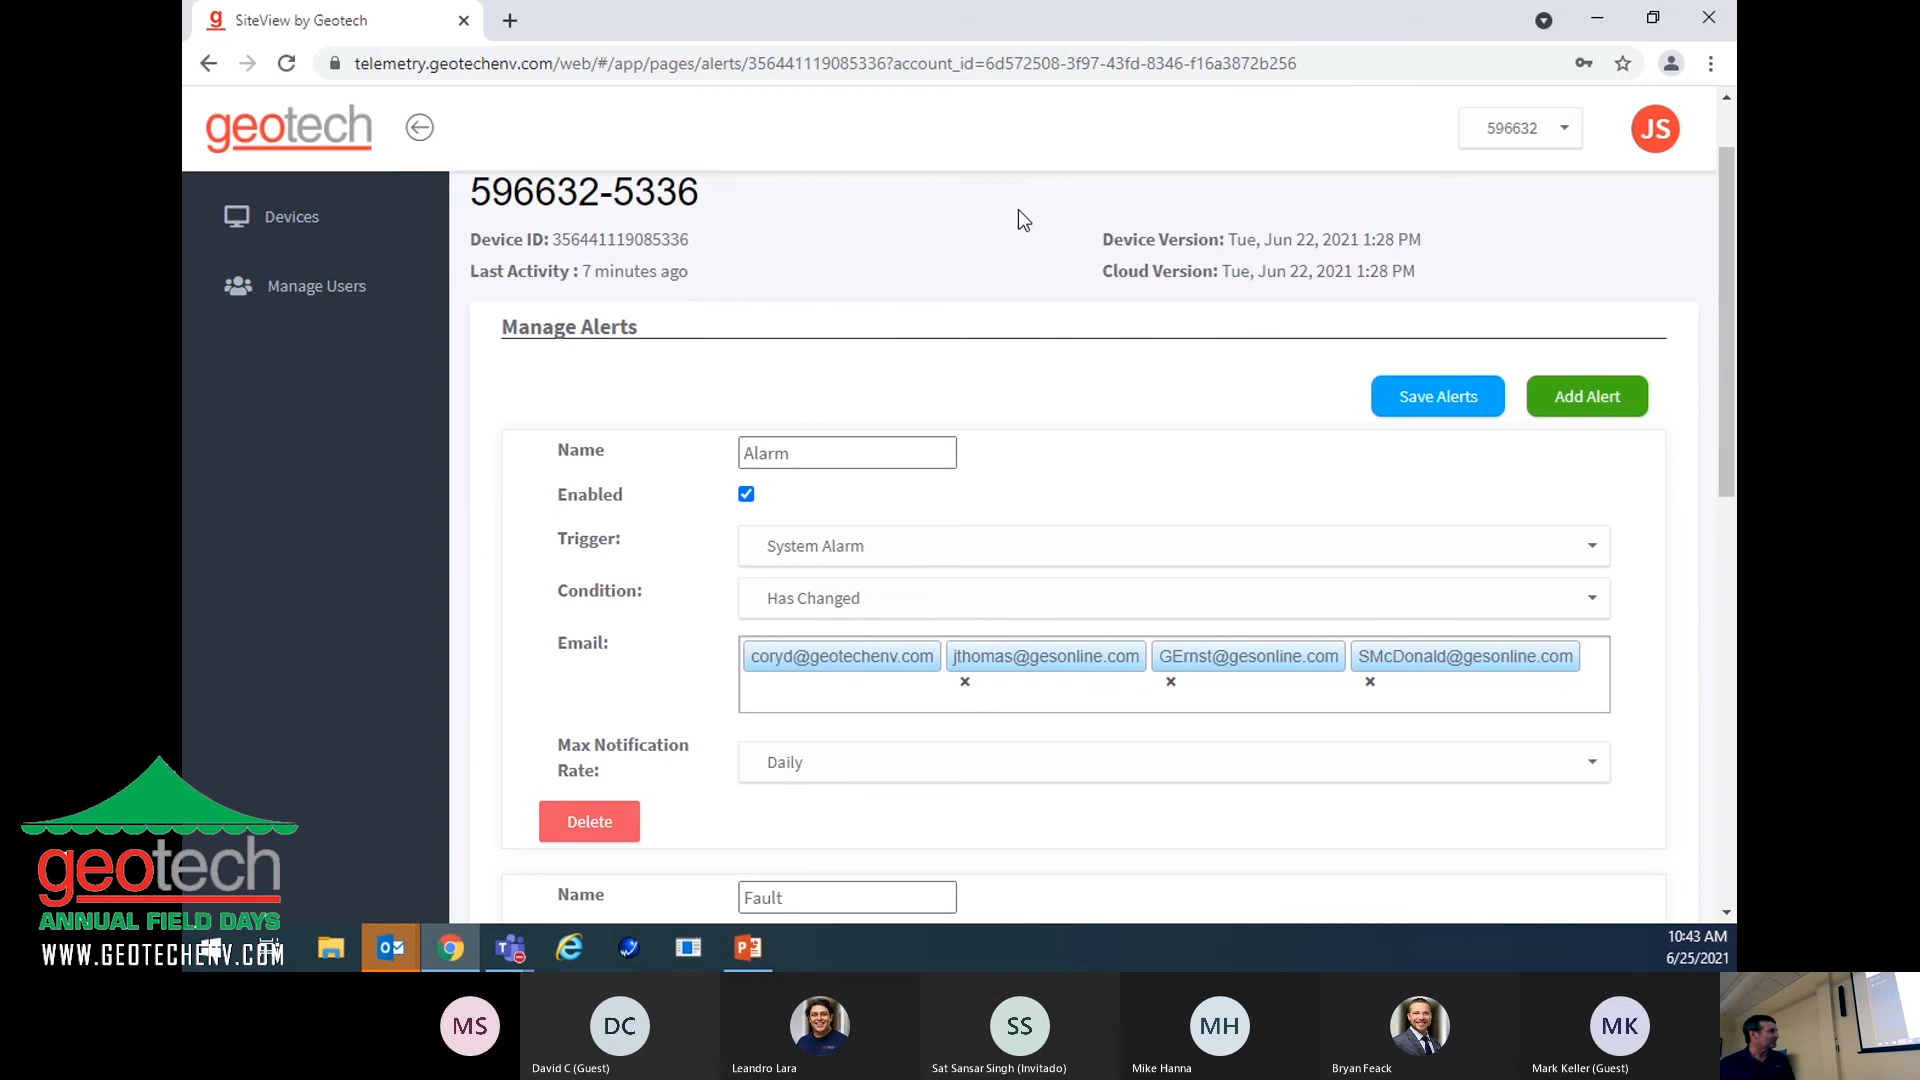 SiteView by Geotech
telemetry.geotechenv.com/web/#/app/pages/alerts/356441119085336?account_id=6d572508-3f97-43fd-8346-f16a3872b256
geotech
596632
JS
Devices
Manage Users
596632-5336
Device ID: 356441119085336
Device Version: Tue, Jun 22, 2021 1:28 PM
Last Activity : 7 minutes ago
Cloud Version: Tue, Jun 22, 2021 1:28 PM
Manage Alerts
Save Alerts
Add Alert
Name
Alarm
Enabled
Trigger:
System Alarm
Condition:
Has Changed
Email:
coryd@geotechenv.com
jthomas@gesonline.com
GErnst@gesonline.com
SMcDonald@gesonline.com
Max Notification
Rate:
Daily
Delete
Name
Fault
geotech
ANNUAL FIELD DAYS
WWW.GEOTECHENV.COM
10:43 AM
6/25/2021
MS
DC
David C (Guest)
Leandro Lara
SS
Sat Sansar Singh (Invitado)
MH
Mike Hanna
Bryan Feack
MK
Mark Keller (Guest)